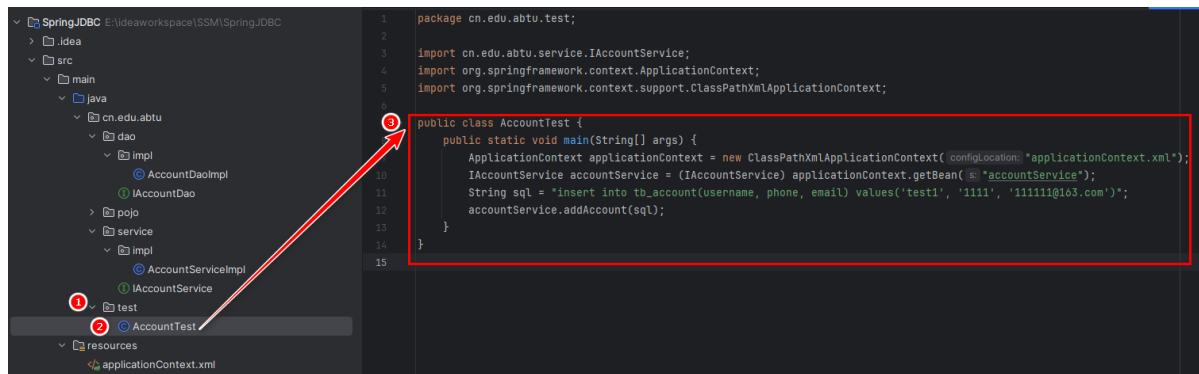 SpringJDBC E:\ideaworkspace\SSM\SpringJDBC
.idea
src
main
java
cn.edu.abtu
dao
impl
AccountDaoImpl
IAccountDao
pojo
service
impl
AccountServiceImpl
IAccountService
1
test
2
AccountTest
resources
applicationContext.xml
1 package cn.edu.abtu.test;
2
3 import cn.edu.abtu.service.IAccountService;
4 import org.springframework.context.ApplicationContext;
5 import org.springframework.context.support.ClassPathXmlApplicationContext;
6
3 public class AccountTest {
public static void main(String[] args) {
ApplicationContext applicationContext = new ClassPathXmlApplicationContext( configLocation: "applicationContext.xml");
10 IAccountService accountService = (IAccountService) applicationContext.getBean( s: "accountService");
11 String sql = "insert into tb_account(username, phone, email) values('test1', '1111', '111111@163.com')";
12 accountService.addAccount(sql);
13 }
14 }
15